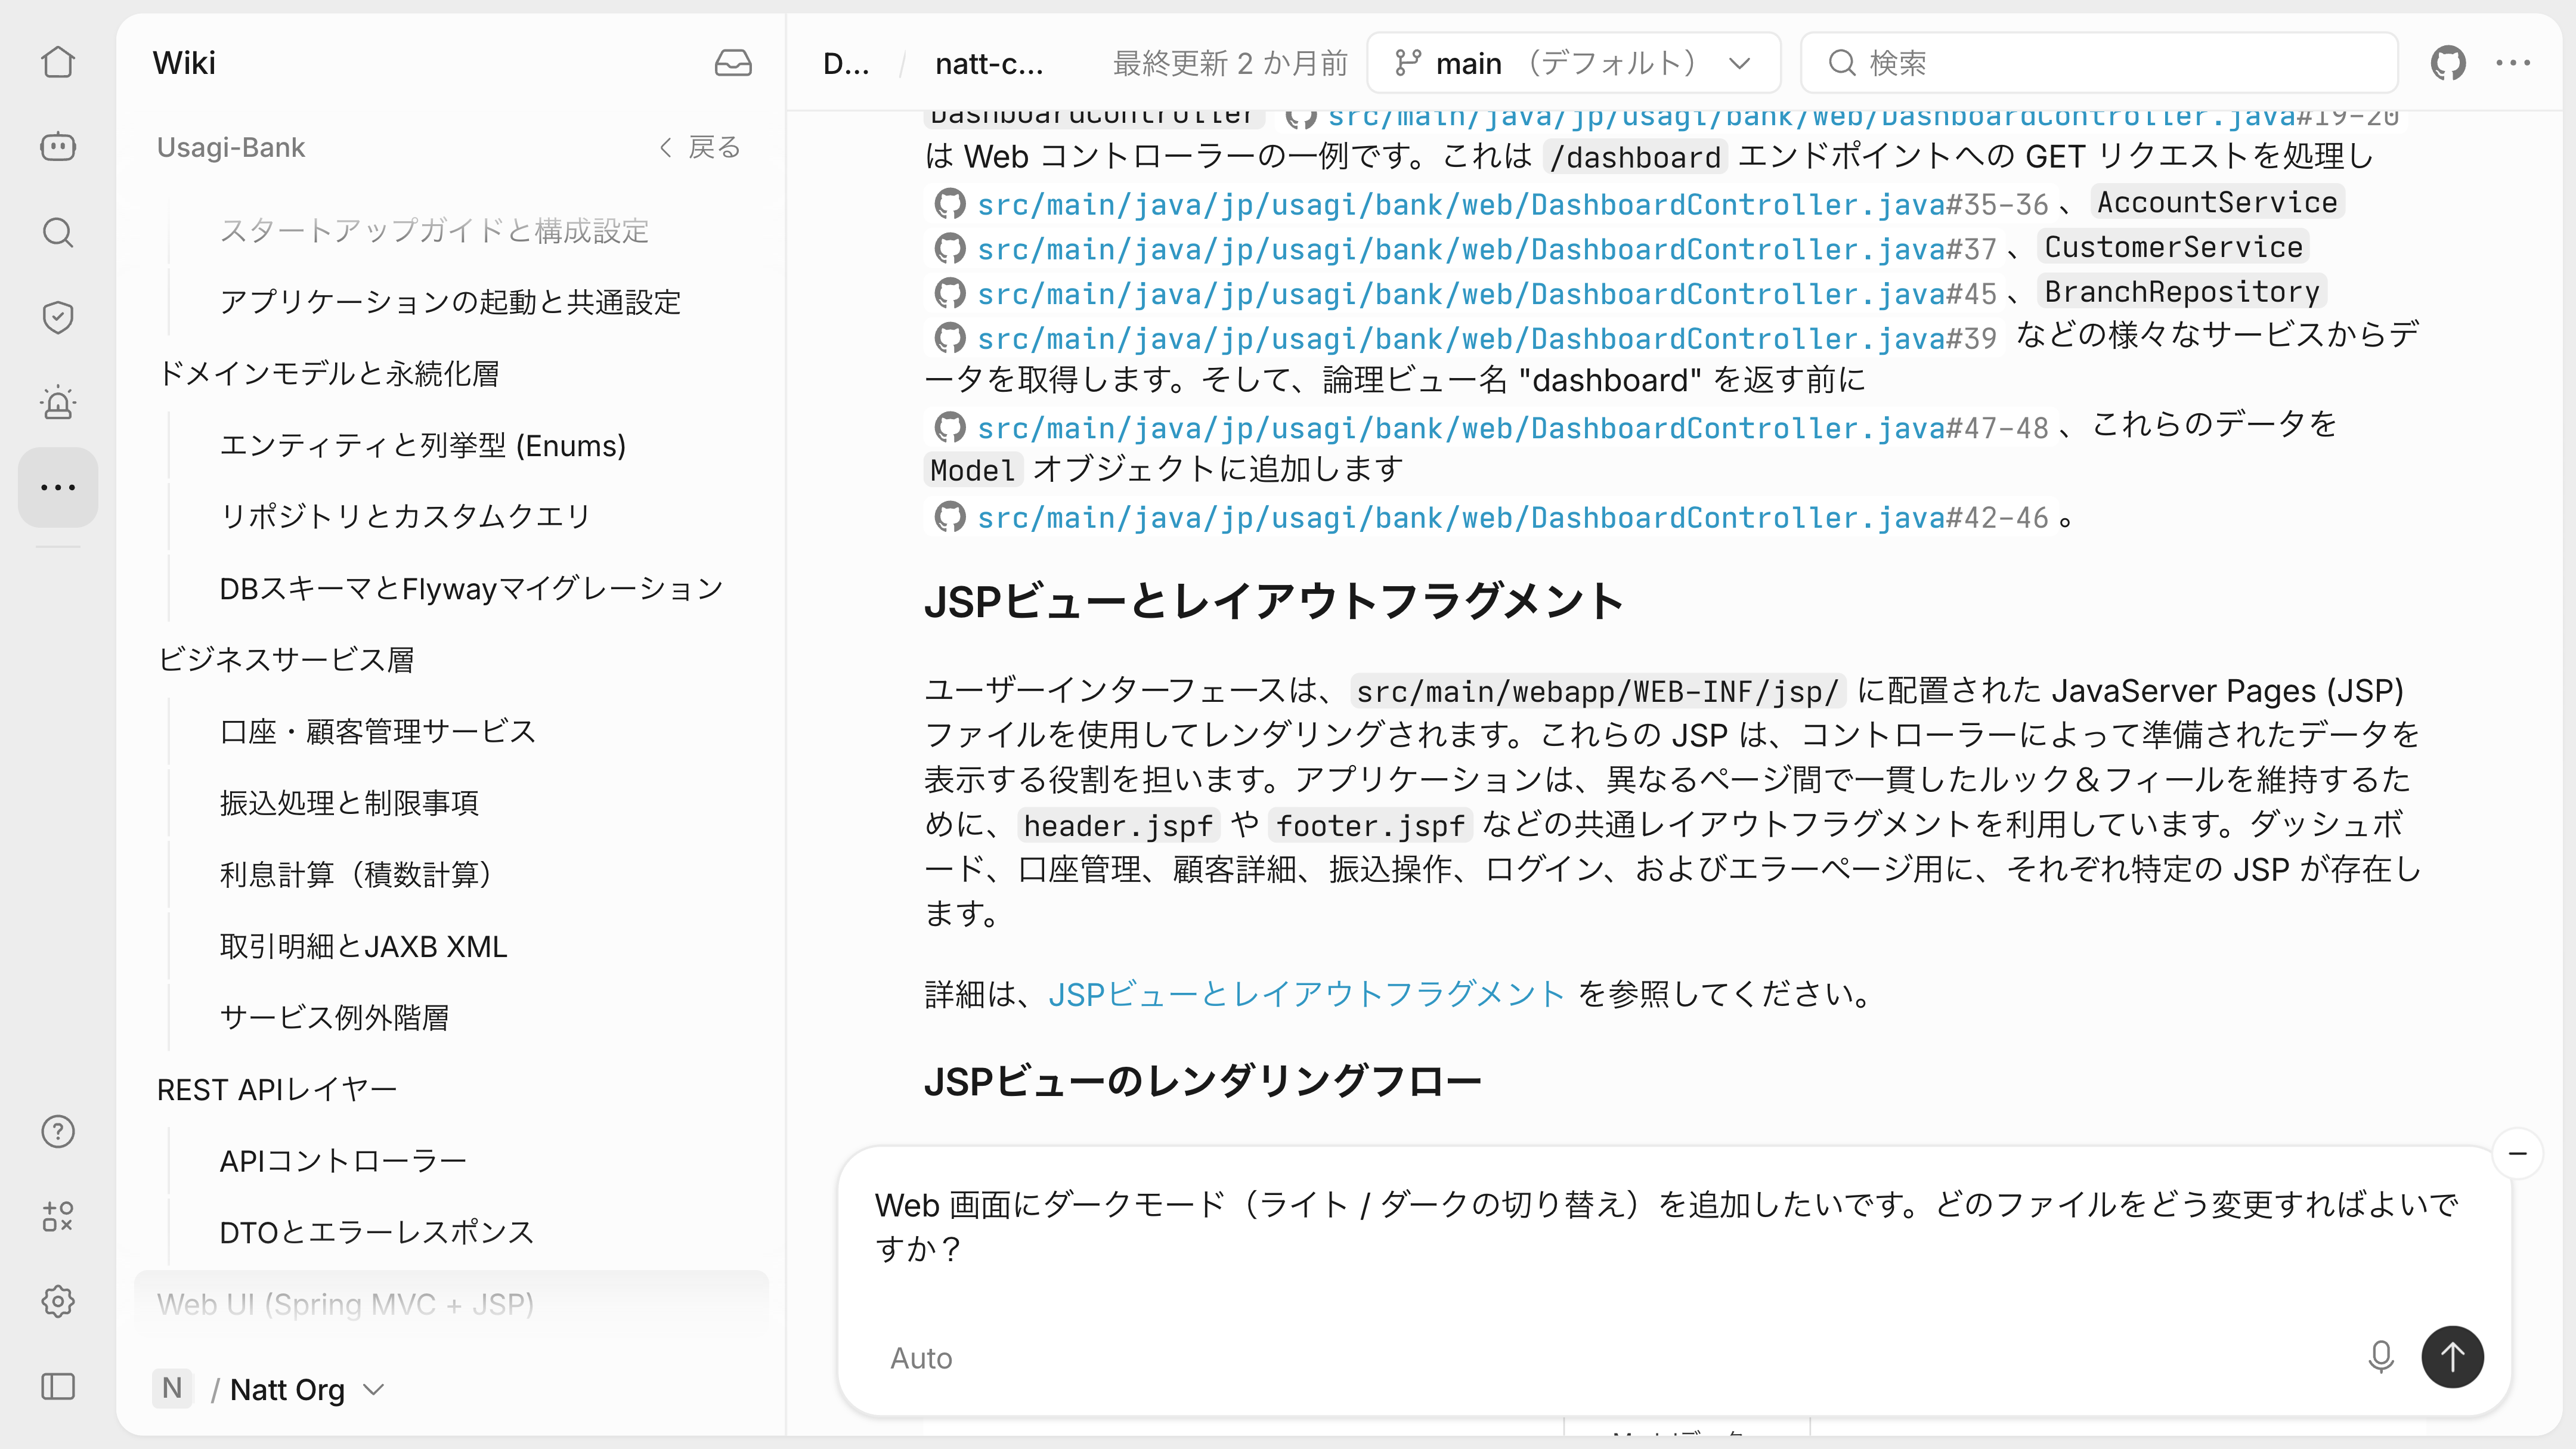 Wiki
Usagi-Bank
戻る
スタートアップガイドと構成設定
アプリケーションの起動と共通設定
ドメインモデルと永続化層
エンティティと列挙型 (Enums)
リポジトリとカスタムクエリ
DBスキーマとFlywayマイグレーション
ビジネスサービス層
口座・顧客管理サービス
振込処理と制限事項
利息計算（積数計算）
取引明細とJAXB XML
サービス例外階層
REST APIレイヤー
APIコントローラー
DTOとエラーレスポンス
Web UI (Spring MVC + JSP)
N / Natt Org
D... / natt-c... 最終更新 2 か月前 main （デフォルト） 検索
DashboardController src/main/java/jp/usagi/bank/web/DashboardController.java#19-20
は Web コントローラーの一例です。これは /dashboard エンドポイントへの GET リクエストを処理し
src/main/java/jp/usagi/bank/web/DashboardController.java#35-36 、 AccountService
src/main/java/jp/usagi/bank/web/DashboardController.java#37 、 CustomerService
src/main/java/jp/usagi/bank/web/DashboardController.java#45 、 BranchRepository
src/main/java/jp/usagi/bank/web/DashboardController.java#39 などの様々なサービスからデ
ータを取得します。そして、論理ビュー名 "dashboard" を返す前に
src/main/java/jp/usagi/bank/web/DashboardController.java#47-48 、これらのデータを
Model オブジェクトに追加します
src/main/java/jp/usagi/bank/web/DashboardController.java#42-46 。
JSPビューとレイアウトフラグメント
ユーザーインターフェースは、 src/main/webapp/WEB-INF/jsp/ に配置された JavaServer Pages (JSP)
ファイルを使用してレンダリングされます。これらの JSP は、コントローラーによって準備されたデータを
表示する役割を担います。アプリケーションは、異なるページ間で一貫したルック＆フィールを維持するた
めに、 header.jspf や footer.jspf などの共通レイアウトフラグメントを利用しています。ダッシュボ
ード、口座管理、顧客詳細、振込操作、ログイン、およびエラーページ用に、それぞれ特定の JSP が存在し
ます。
詳細は、JSPビューとレイアウトフラグメント を参照してください。
JSPビューのレンダリングフロー
Web 画面にダークモード（ライト / ダークの切り替え）を追加したいです。どのファイルをどう変更すればよいで
すか？
Auto